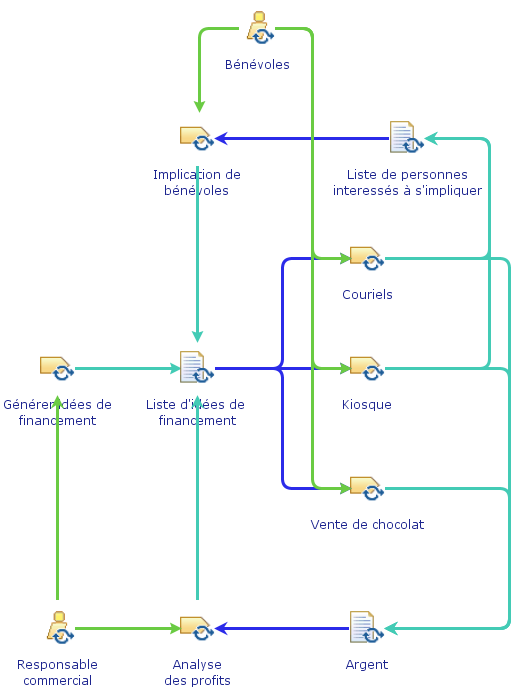 Bénévoles
Implication de
bénévoles
Liste de personnes
interessés à s'impliquer
Couriels
Générer idées de
financement
Liste d'idées de
financement
Kiosque
Vente de chocolat
Responsable
commercial
Analyse
des profits
Argent